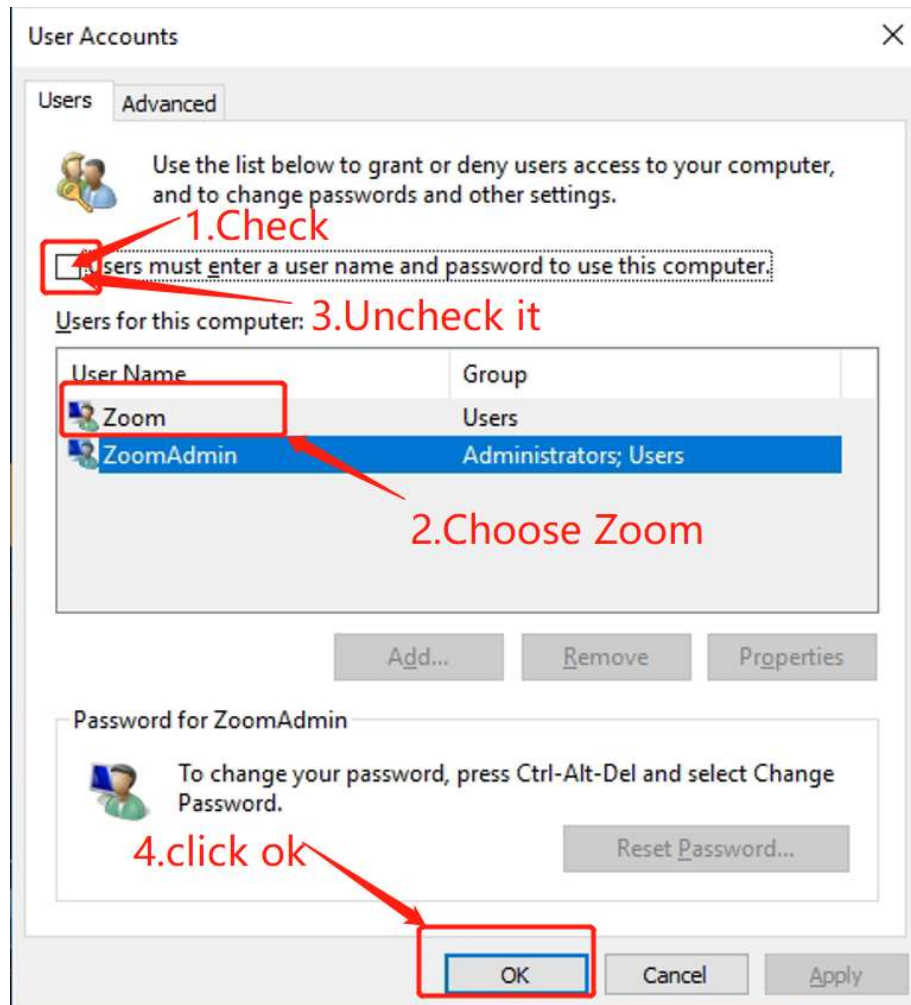 User Accounts
Users
Advanced
Use the list below to grant or deny users access to your computer,
and to change passwords and other settings.
1.Check
Users must enter a user name and password to use this computer.
3.Uncheck it
Users for this computer:
User Name Group
Zoom Users
ZoomAdmin Administrators; Users
2.Choose Zoom
Add... Remove Properties
Password for ZoomAdmin
To change your password, press Ctrl-Alt-Del and select Change
Password.
4.click ok
Reset Password...
OK Cancel Apply